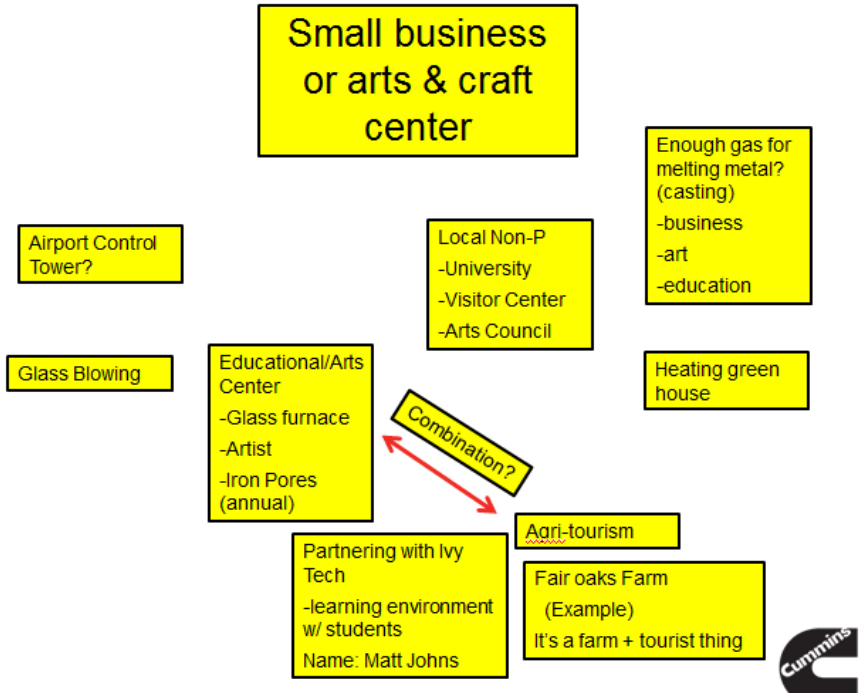 Small business
or arts & craft
center
Enough gas for
melting metal?
(casting)
-business
-art
-education
Airport Control
Tower?
Local Non-P
-University
-Visitor Center
-Arts Council
Glass Blowing
Educational/Arts
Center
-Glass furnace
-Artist
-Iron Pores
(annual)
Heating green
house
Combination?
Agri-tourism
Partnering with Ivy
Tech
-learning environment
w/ students
Name: Matt Johns
Fair oaks Farm
(Example)
It's a farm + tourist thing
Cummins